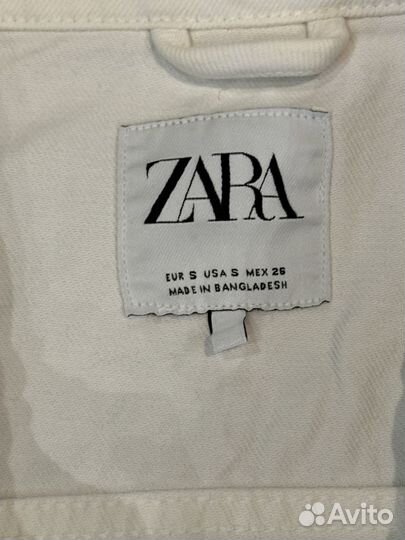 ZARA
EUR S USA S MEX 26
MADE IN BANGLADESH
Avito